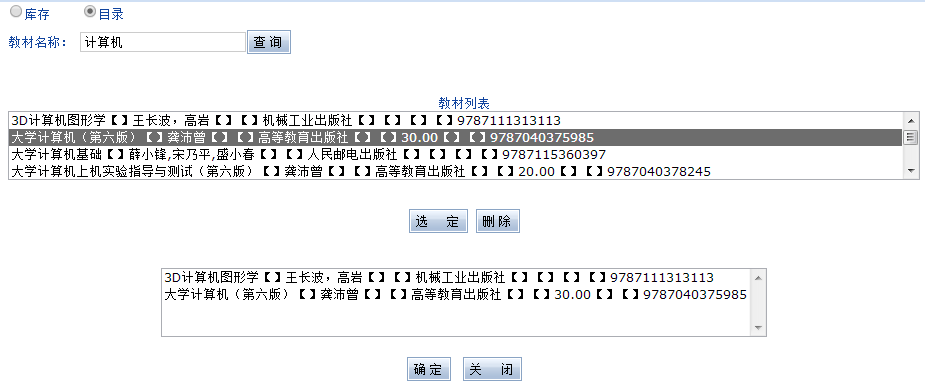 库存 目录
教材名称： 计算机 查询
教材列表
3D计算机图形学【】王长波，高岩【】【】机械工业出版社【】【】【】【】9787111313113
大学计算机（第六版）【】龚沛曾【】【】高等教育出版社【】【】30.00【】【】9787040375985
大学计算机基础【】薛小锋,宋乃平,盛小春【】【】人民邮电出版社【】【】【】【】9787115360397
大学计算机上机实验指导与测试（第六版）【】龚沛曾【】【】高等教育出版社【】【】20.00【】【】9787040378245
选 定 删除
3D计算机图形学【】王长波，高岩【】【】机械工业出版社【】【】【】【】9787111313113
大学计算机（第六版）【】龚沛曾【】【】高等教育出版社【】【】30.00【】【】9787040375985
确定 关 闭